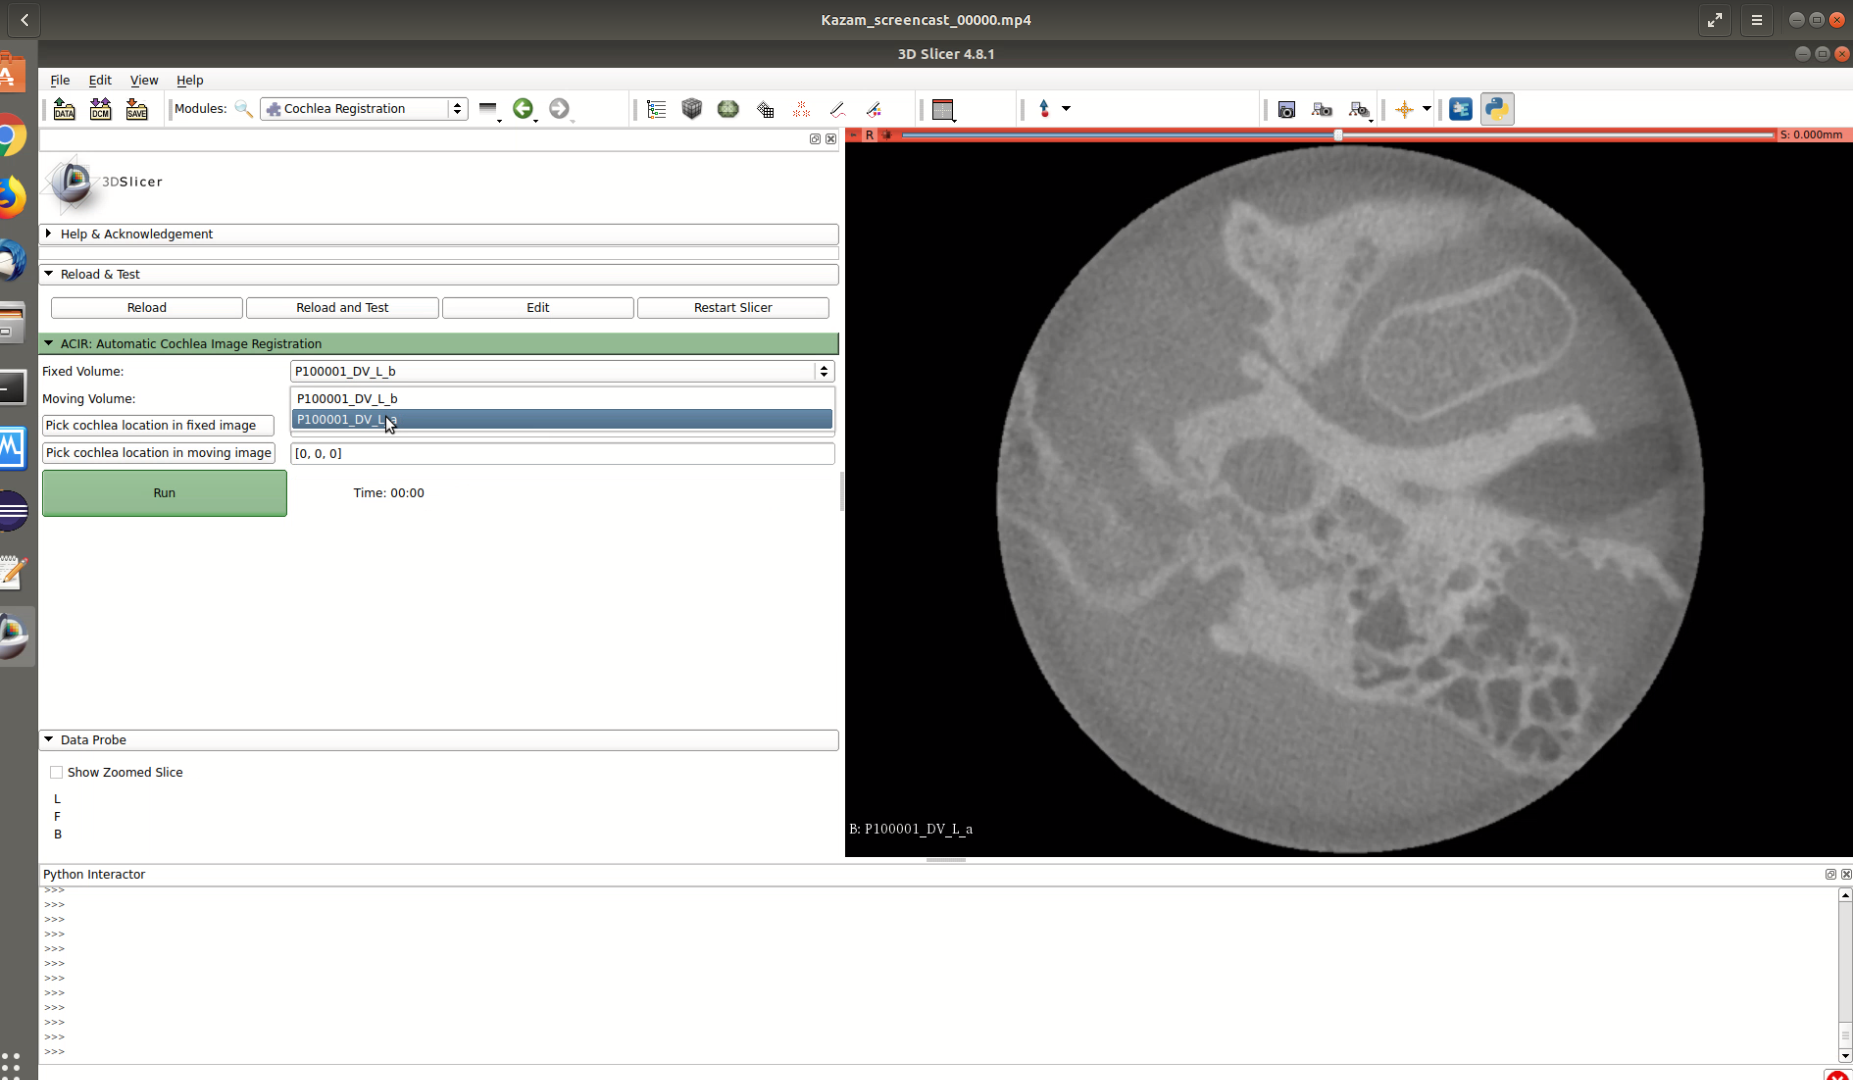 Kazam_screencast_00000.mp4
3D Slicer 4.8.1
File Edit View Help
DATA DCM SAVE Modules: Cochlea Registration
R S: 0.000mm
3DSlicer
Help & Acknowledgement
Reload & Test
Reload Reload and Test Edit Restart Slicer
ACIR: Automatic Cochlea Image Registration
Fixed Volume: P100001_DV_L_b
Moving Volume: P100001_DV_L_b
P100001_DV_L_a
Pick cochlea location in fixed image
Pick cochlea location in moving image [0, 0, 0]
Run Time: 00:00
Data Probe
Show Zoomed Slice
L
F
B
B: P100001_DV_L_a
Python Interactor
>>>
>>>
>>>
>>>
>>>
>>>
>>>
>>>
>>>
>>>
>>>
>>>